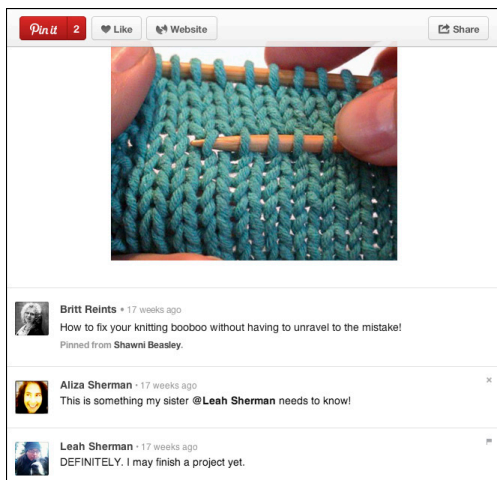 Pin it 2 Like Website Share
Britt Reints • 17 weeks ago
How to fix your knitting booboo without having to unravel to the mistake!
Pinned from Shawni Beasley.
Aliza Sherman • 17 weeks ago
This is something my sister @Leah Sherman needs to know!
Leah Sherman • 17 weeks ago
DEFINITELY. I may finish a project yet.